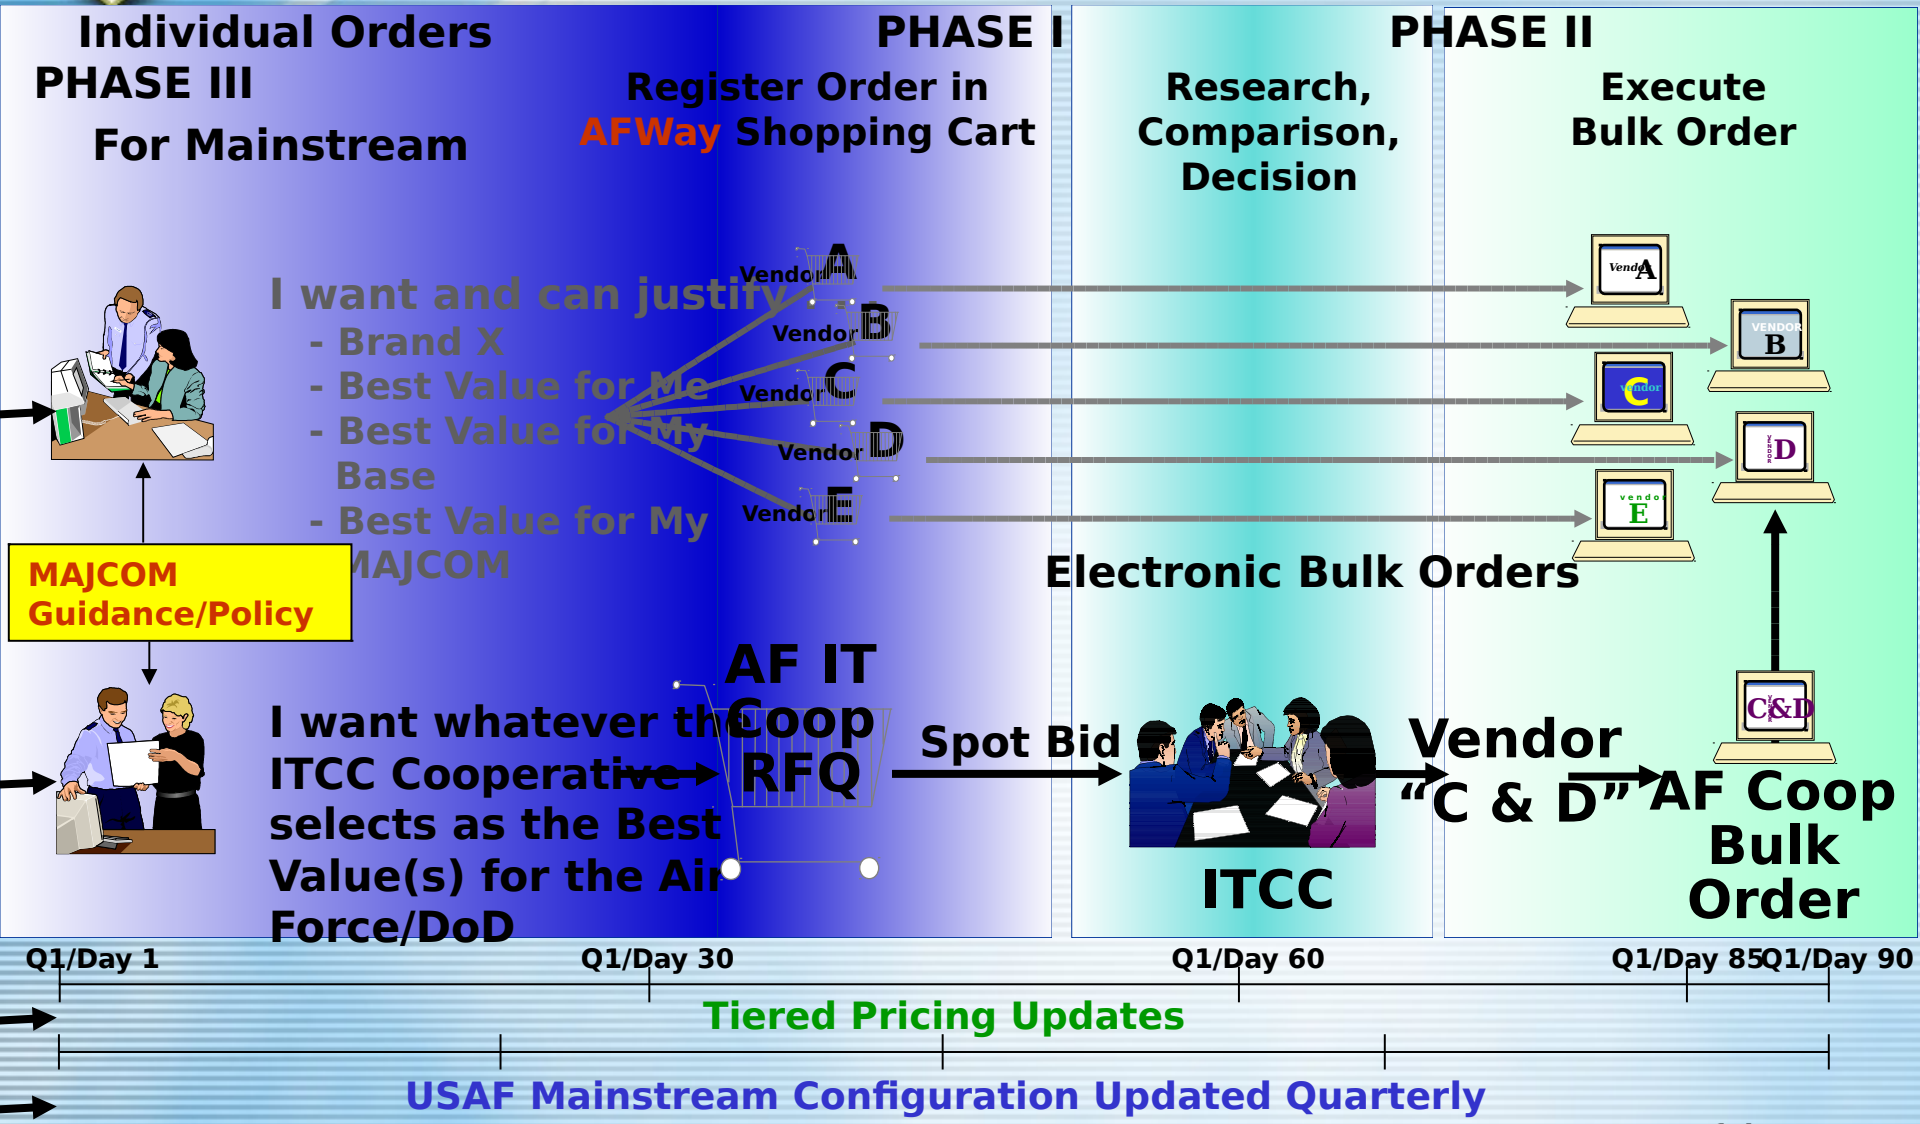 Individual Orders
PHASE I
PHASE II
PHASE III
For Mainstream
Register Order in
AFWay Shopping Cart
Research,
Comparison,
Decision
Execute
Bulk Order
I want and can justify
- Brand X
- Best Value for Me
- Best Value for My
Base
- Best Value for My
MAJCOM
Vendor A
Vendor B
Vendor C
Vendor D
Vendor E
Vendor A
VENDOR B
vendor C
VENDOR D
vendor E
Electronic Bulk Orders
MAJCOM
Guidance/Policy
I want whatever the
ITCC Cooperative
selects as the Best
Value(s) for the Air
Force/DoD
AF IT
Coop
RFQ
Spot Bid
ITCC
Vendor
“C & D”
C&D
AF Coop
Bulk
Order
Q1/Day 1
Q1/Day 30
Q1/Day 60
Q1/Day 85
Q1/Day 90
Tiered Pricing Updates
USAF Mainstream Configuration Updated Quarterly